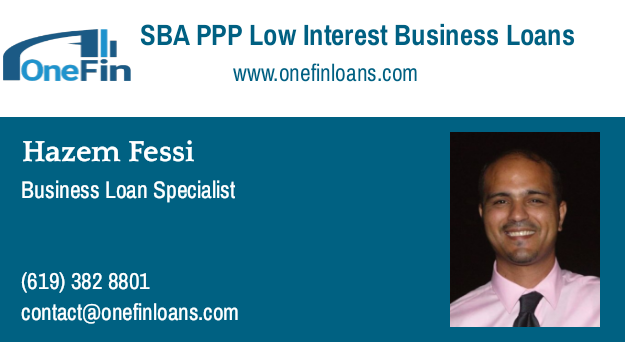 SBA PPP Low Interest Business Loans
OneFin
www.onefinloans.com
Hazem Fessi
Business Loan Specialist
(619) 382 8801
contact@onefinloans.com